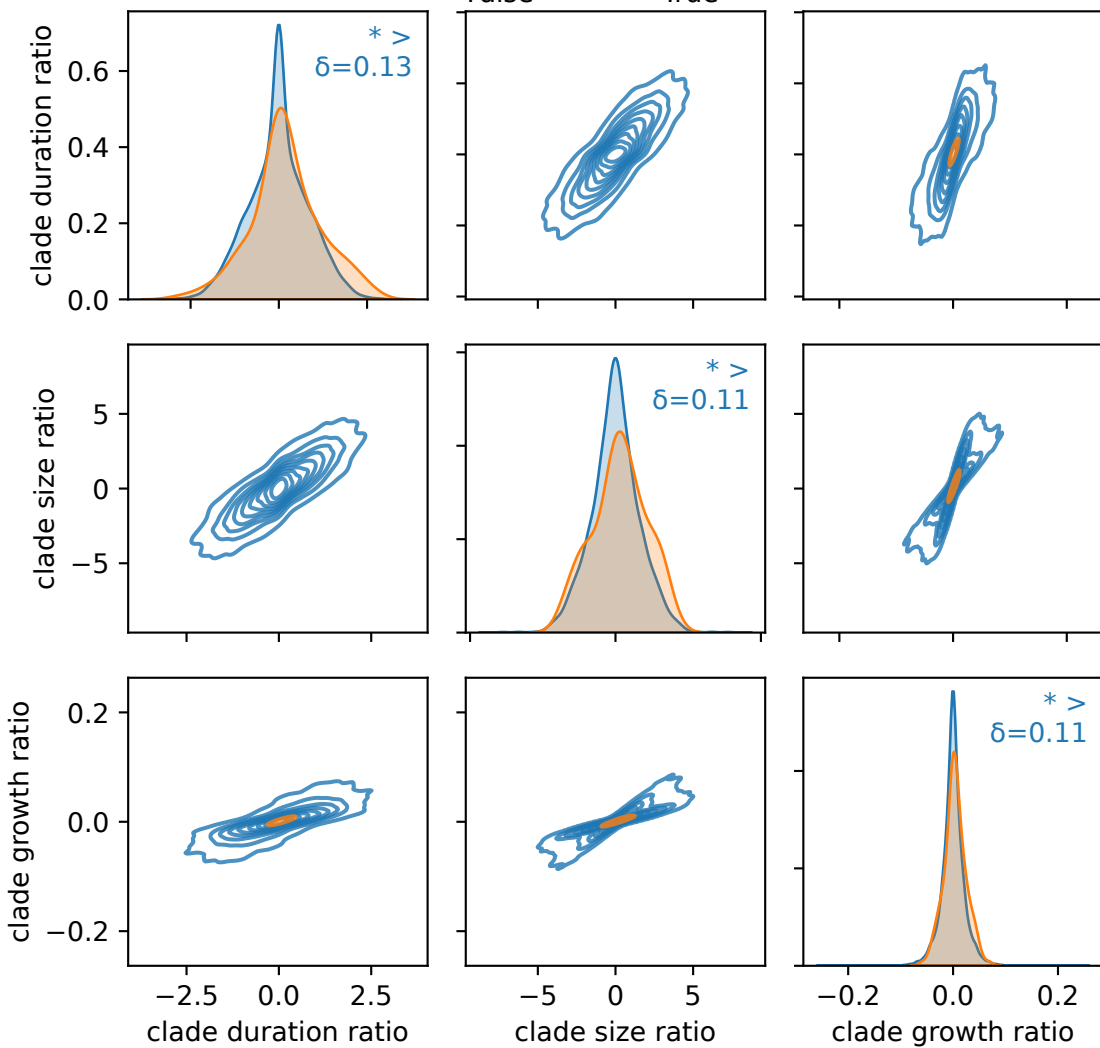 clade duration ratio
0.6
0.4
0.2
0.0
* >
δ=0.13
clade size ratio
5
0
−5
* >
δ=0.11
clade growth ratio
0.2
0.0
−0.2
* >
δ=0.11
−2.5 0.0 2.5
−5 0 5
−0.2 0.0 0.2
clade duration ratio
clade size ratio
clade growth ratio